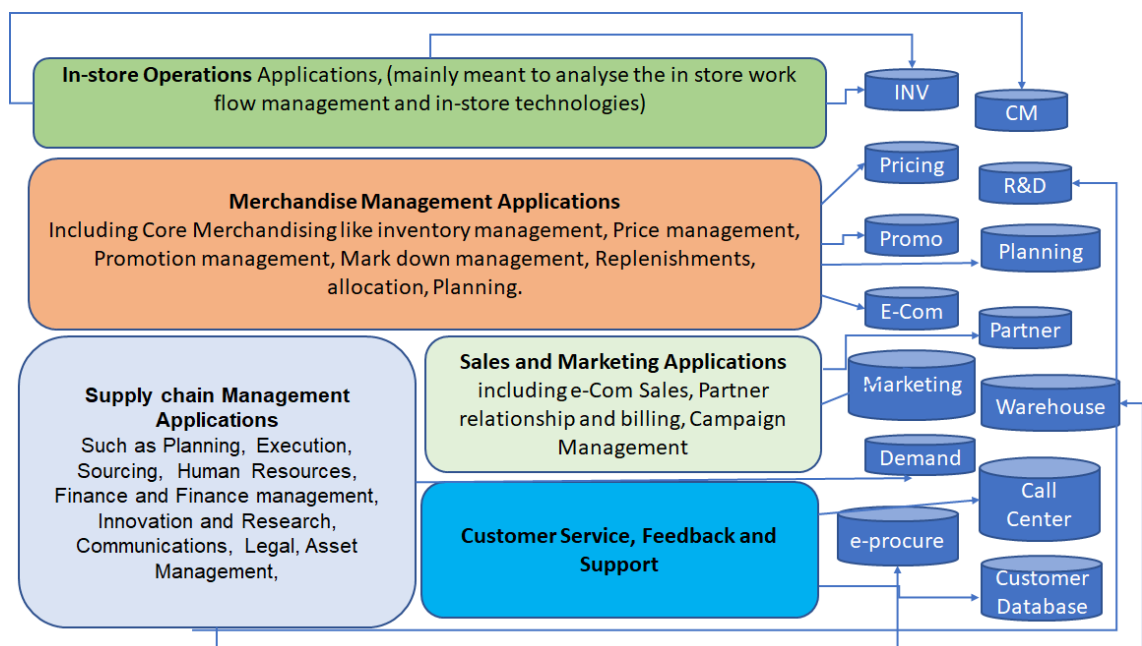 In-store Operations Applications, (mainly meant to analyse the in store work
flow management and in-store technologies)
INV
CM
Pricing
R&D
Merchandise Management Applications
Including Core Merchandising like inventory management, Price management,
Promotion management, Mark down management, Replenishments,
allocation, Planning.
Promo
Planning
E-Com
Partner
Supply chain Management
Applications
Such as Planning, Execution,
Sourcing, Human Resources,
Finance and Finance management,
Innovation and Research,
Communications, Legal, Asset
Management,
Sales and Marketing Applications
including e-Com Sales, Partner
relationship and billing, Campaign
Management
Marketing
Warehouse
Demand
Call
Center
Customer Service, Feedback and
Support
e-procure
Customer
Database